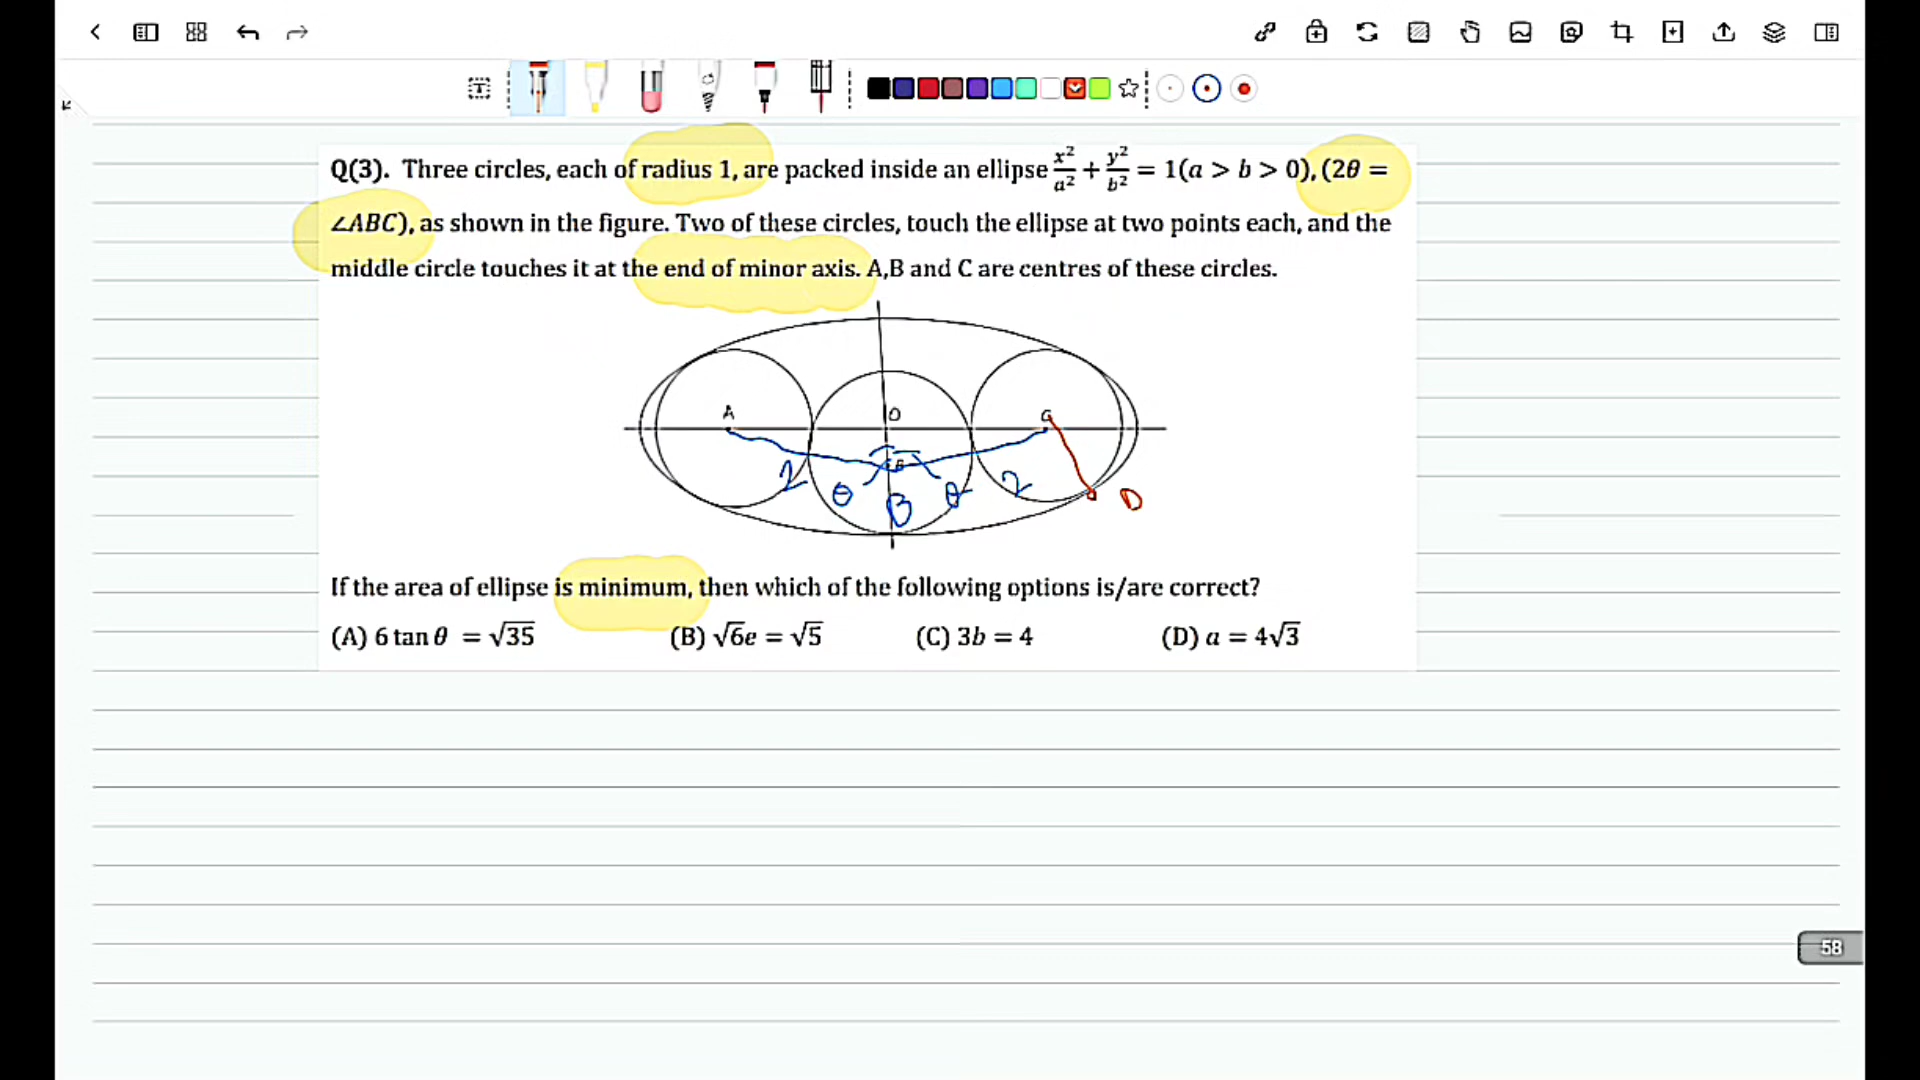 Q(3). Three circles, each of radius 1, are packed inside an ellipse x²/a² + y²/b² = 1(a > b > 0), (2θ =
∠ABC), as shown in the figure. Two of these circles, touch the ellipse at two points each, and the
middle circle touches it at the end of minor axis. A,B and C are centres of these circles.
A
O
C
B
2
θ
B
θ
2
D
If the area of ellipse is minimum, then which of the following options is/are correct?
(A) 6 tan θ = √35 (B) √6e = √5 (C) 3b = 4 (D) a = 4√3
58